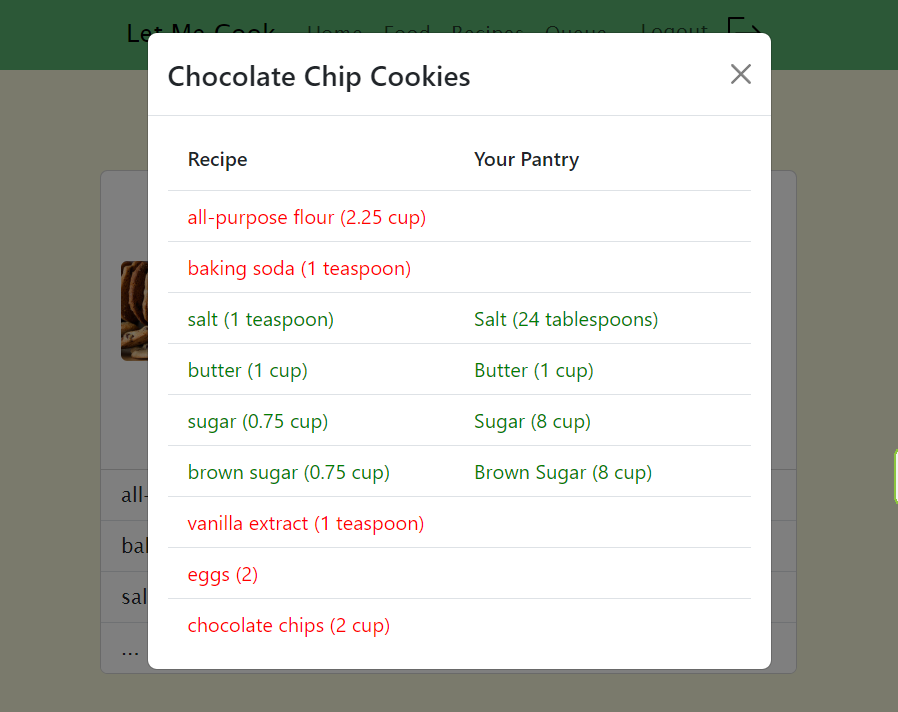 Let Me Cook Home Food Recipes Queue Logout
Chocolate Chip Cookies
Recipe Your Pantry
all-purpose flour (2.25 cup)
baking soda (1 teaspoon)
salt (1 teaspoon) Salt (24 tablespoons)
butter (1 cup) Butter (1 cup)
sugar (0.75 cup) Sugar (8 cup)
brown sugar (0.75 cup) Brown Sugar (8 cup)
all-
vanilla extract (1 teaspoon)
eggs (2)
sal
chocolate chips (2 cup)
...